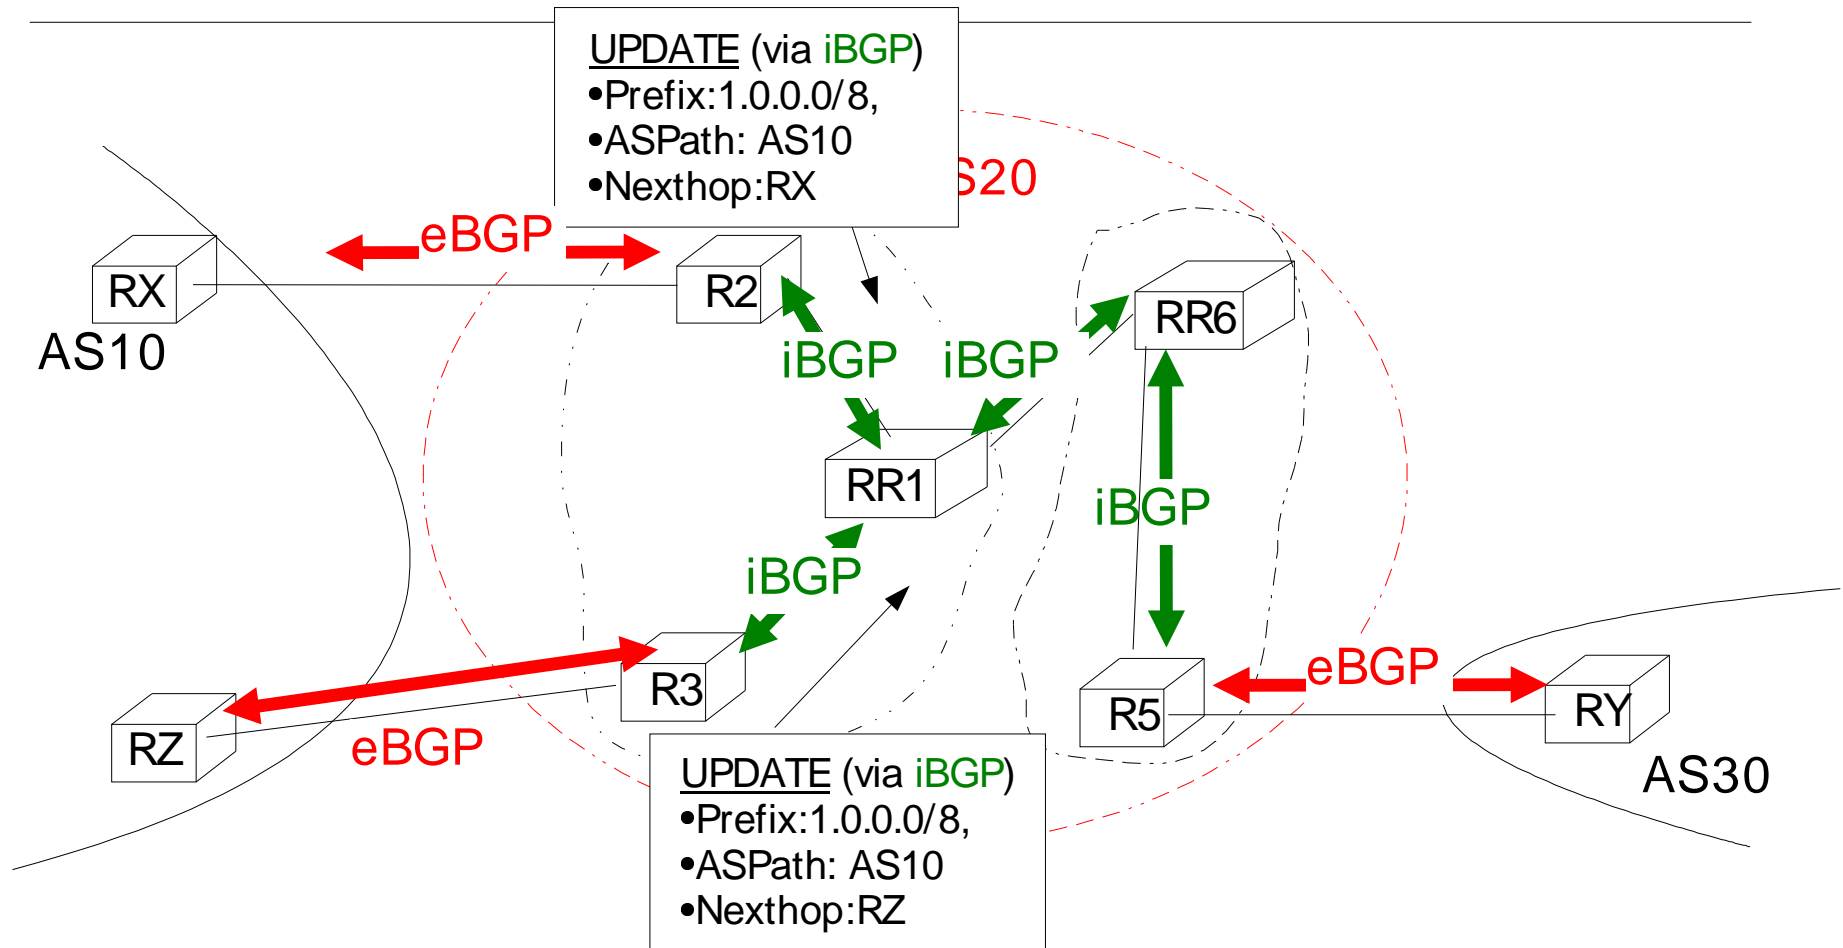 UPDATE (via iBGP)
•Prefix:1.0.0.0/8,
•ASPath: AS10
•Nexthop:RX
S20
eBGP
RX
R2
RR6
AS10
iBGP
iBGP
RR1
iBGP
iBGP
R3
eBGP
R5
RY
RZ
eBGP
AS30
UPDATE (via iBGP)
•Prefix:1.0.0.0/8,
•ASPath: AS10
•Nexthop:RZ